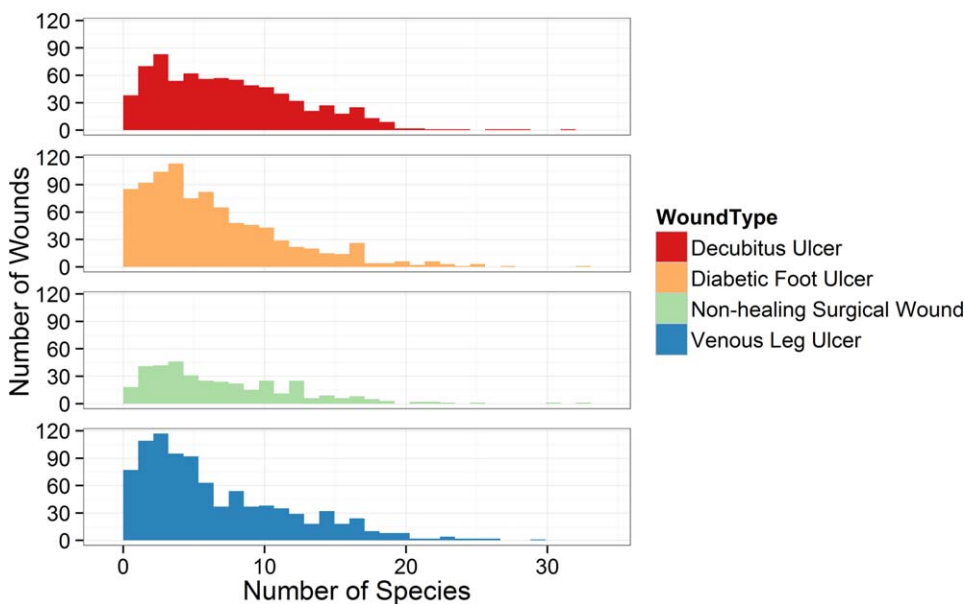 120
90
60
30
0
120
90
60
30
0
120
90
60
30
0
120
90
60
30
0
Number of Wounds
0 10 20 30
Number of Species
WoundType
Decubitus Ulcer
Diabetic Foot Ulcer
Non-healing Surgical Wound
Venous Leg Ulcer